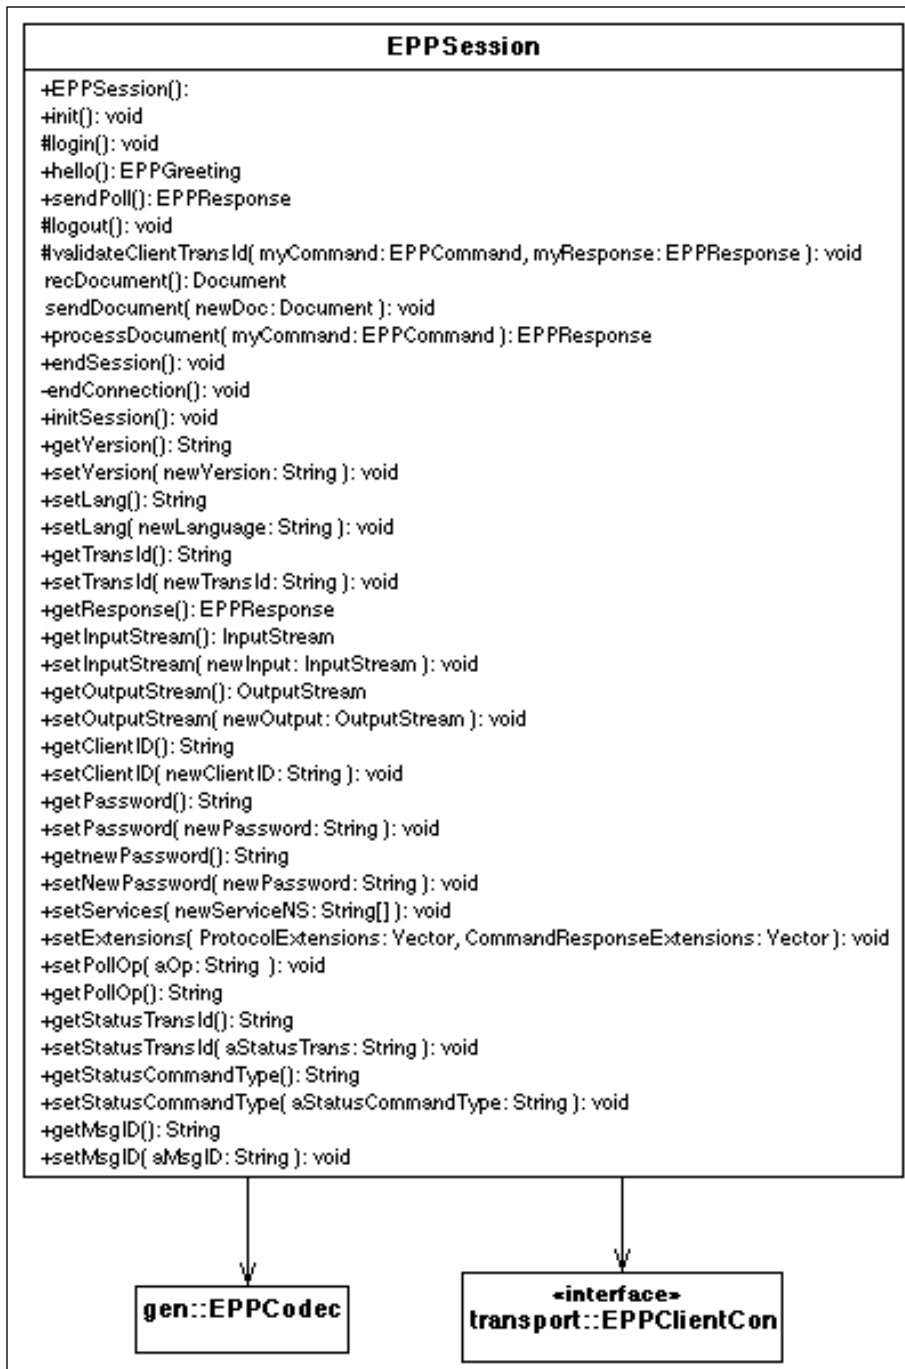 EPPSession
+EPPSession():
+init(): void
#login(): void
+hello(): EPPGreeting
+sendPoll(): EPPResponse
#logout(): void
#validateClientTransId( myCommand: EPPCommand, myResponse: EPPResponse ): void
recDocument(): Document
sendDocument( newDoc: Document ): void
+processDocument( myCommand: EPPCommand ): EPPResponse
+endSession(): void
-endConnection(): void
+initSession(): void
+getVersion(): String
+setVersion( newVersion: String ): void
+setLang(): String
+setLang( newLanguage: String ): void
+getTransId(): String
+setTransId( newTransId: String ): void
+getResponse(): EPPResponse
+getInputStream(): InputStream
+setInputStream( newInput: InputStream ): void
+getOutputStream(): OutputStream
+setOutputStream( newOutput: OutputStream ): void
+getClientID(): String
+setClientID( newClientID: String ): void
+getPassword(): String
+setPassword( newPassword: String ): void
+getnewPassword(): String
+setNewPassword( newPassword: String ): void
+setServices( newServiceNS: String[] ): void
+setExtensions( ProtocolExtensions: Vector, CommandResponseExtensions: Vector ): void
+setPollOp( aOp: String ): void
+getPollOp(): String
+getStatusTransId(): String
+setStatusTransId( aStatusTrans: String ): void
+getStatusCommandType(): String
+setStatusCommandType( aStatusCommandType: String ): void
+getMsgID(): String
+setMsgID( aMsgID: String ): void
gen::EPPCodec
«interface»
transport::EPPClientCon